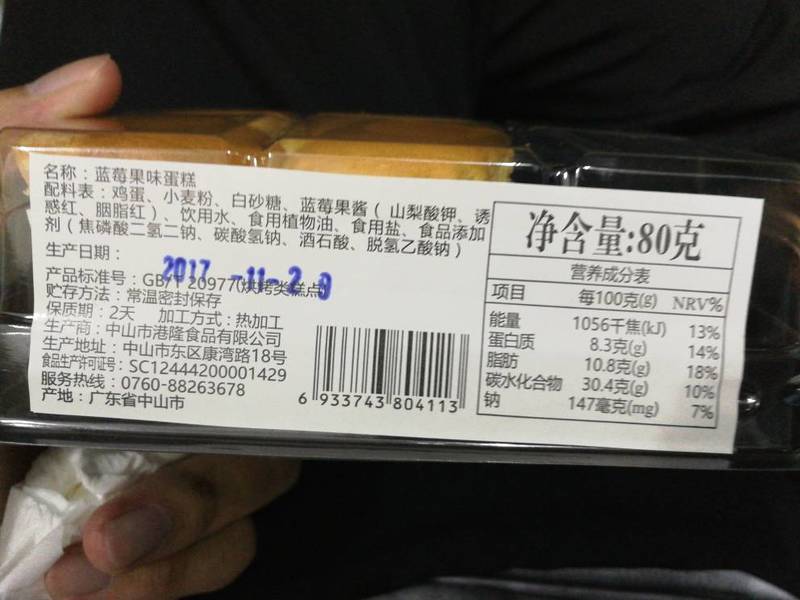 名称：蓝莓果味蛋糕
配料表：鸡蛋、小麦粉、白砂糖、蓝莓果酱（山梨酸钾、诱
惑红、胭脂红）、饮用水、食用植物油、食用盐、食品添加
剂（焦磷酸二氢二钠、碳酸氢钠、酒石酸、脱氢乙酸钠）
生产日期：
2017-11-29
产品标准号：GB/T 20977(烘烤类糕点)
贮存方法：常温密封保存
保质期：2天 加工方式：热加工
生产商：中山市港隆食品有限公司
生产地址：中山市东区康湾路18号
食品生产许可证号：SC12444200001429
服务热线：0760-88263678
产地：广东省中山市
6 933743 804113
净含量:80克
营养成分表
项目 每100克(g) NRV%
能量 1056千焦(kJ) 13%
蛋白质 8.3克(g) 14%
脂肪 10.8克(g) 18%
碳水化合物 30.4克(g) 10%
钠 147毫克(mg) 7%